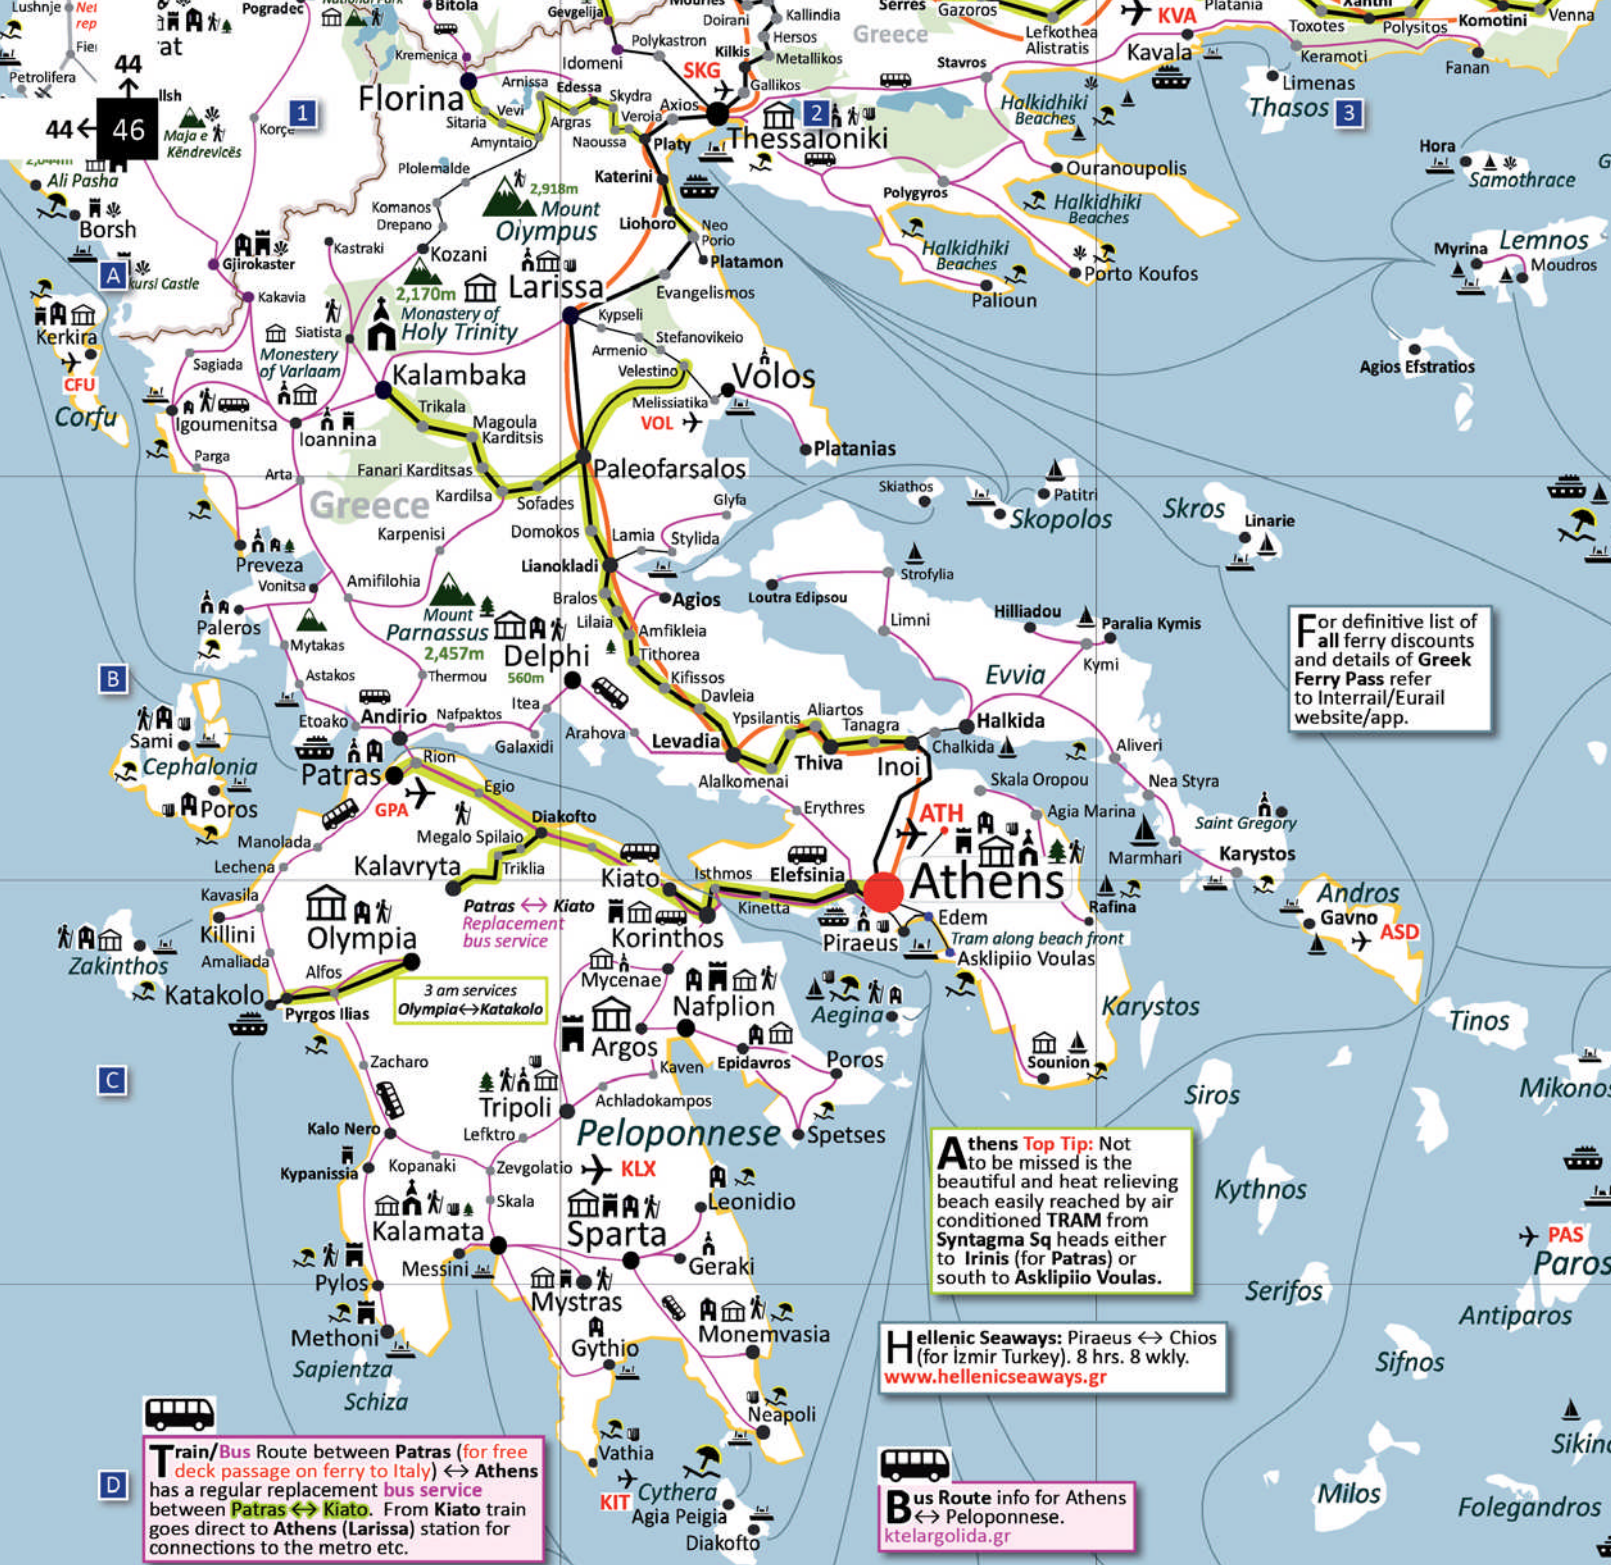 Lushnje
Net
rep
Fier
Petrolifera
44
44
46
at
llsh
Maja e
Këndrevicës
2,044m
Ali Pasha
Borsh
kursi Castle
A
Pogradec
National Park
Korçë
1
Gjirokaster
Kakavia
Bitola
Kremenica
Florina
Sitaria
Vevi
Amyntaio
Arnissa
Argras
Edessa
Skydra
Veroia
Naoussa
Platy
Gevgelija
Idomeni
Polykastron
Mouries
Doirani
Kallindia
Hersos
Kilkis
Metallikos
Gallikos
SKG
Axios
Thessaloniki
2
Greece
Serres
Gazoros
Lefkothea
Alistratis
Stavros
KVA
Platania
Kavala
Toxotes
Xanthi
Polysitos
Komotini
Venna
Keramoti
Fanan
Limenas
Thasos
3
Halkidhiki
Beaches
Ouranoupolis
Polygyros
Halkidhiki
Beaches
Halkidhiki
Beaches
Porto Koufos
Palioun
Hora
Samothrace
Myrina
Lemnos
Moudros
Agios Efstratios
Plolemalde
Komanos
Drepano
Kastraki
Kozani
2,918m
Mount
Oiympus
Katerini
Liohoro
Neo
Porio
Platamon
Evangelismos
Larissa
2,170m
Monastery of
Holy Trinity
Siatista
Monestery
of Varlaam
Kypseli
Armenio
Stefanovikeio
Velestino
Volos
Melissiatika
VOL
Platanias
Kerkira
CFU
Corfu
Sagiada
Igoumenitsa
Ioannina
Parga
Arta
Kalambaka
Trikala
Magoula
Karditsis
Fanari Karditsas
Kardilsa
Sofades
Paleofarsalos
Greece
Karpenisi
Domokos
Lamia
Stylida
Glyfa
Lianokladi
Agios
Skiathos
Patitri
Skopolos
Skros
Linarie
Preveza
Vonitsa
Amifilohia
Paleros
Mytakas
Astakos
Thermou
Mount
Parnassus
2,457m
Delphi
560m
Bralos
Lilaia
Amfikleia
Tithorea
Kifissos
Davleia
Loutra Edipsou
Strofylia
Limni
Hilliadou
Paralia Kymis
Kymi
Evvia
For definitive list of
all ferry discounts
and details of Greek
Ferry Pass refer
to Interrail/Eurail
website/app.
B
Sami
Cephalonia
Poros
Etoako
Andirio
Nafpaktos
Itea
Galaxidi
Arahova
Levadia
Ypsilantis
Aliartos
Tanagra
Alalkomenai
Thiva
Inoi
Chalkida
Halkida
Aliveri
Nea Styra
Skala Oropou
Agia Marina
Marmhari
Saint Gregory
Karystos
Patras
Rion
GPA
Egio
Diakofto
Megalo Spilaio
Triklia
Kalavryta
Erythres
ATH
Athens
Manolada
Lechena
Kavasila
Killini
Amaliada
Olympia
Alfos
Katakolo
Pyrgos Ilias
Zakinthos
Patras ↔ Kiato
Replacement
bus service
Kiato
Isthmos
Elefsinia
Kinetta
Korinthos
Piraeus
Edem
Tram along beach front
Asklipiio Voulas
Rafina
Andros
Gavno
ASD
3 am services
Olympia↔Katakolo
Mycenae
Nafplion
Argos
Epidavros
Aegina
Poros
Spetses
Sounion
Karystos
Tinos
Mikonos
Siros
C
Zacharo
Kalo Nero
Kypanissia
Kopanaki
Zevgolatio
Skala
Tripoli
Lefktro
Kaven
Achladokampos
Peloponnese
KLX
Leonidio
Athens Top Tip: Not
to be missed is the
beautiful and heat relieving
beach easily reached by air
conditioned TRAM from
Syntagma Sq heads either
to Irinis (for Patras) or
south to Asklipiio Voulas.
Kythnos
PAS
Paros
Serifos
Antiparos
Sifnos
Kalamata
Messini
Pylos
Methoni
Sapientza
Schiza
Sparta
Geraki
Mystras
Gythio
Monemvasia
Neapoli
Vathia
KIT
Cythera
Agia Peigia
Diakofto
Hellenic Seaways: Piraeus ↔ Chios
(for Izmir Turkey). 8 hrs. 8 wkly.
www.hellenicseaways.gr
Sikin
Milos
Folegandros
D
Train/Bus Route between Patras (for free
deck passage on ferry to Italy) ↔ Athens
has a regular replacement bus service
between Patras↔Kiato. From Kiato train
goes direct to Athens (Larissa) station for
connections to the metro etc.
Bus Route info for Athens
↔ Peloponnese.
ktelargolida.gr